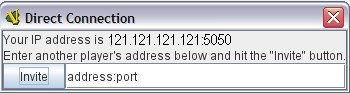 Direct Connection
Your IP address is 121.121.121.121:5050
Enter another player's address below and hit the "Invite" button.
Invite address:port